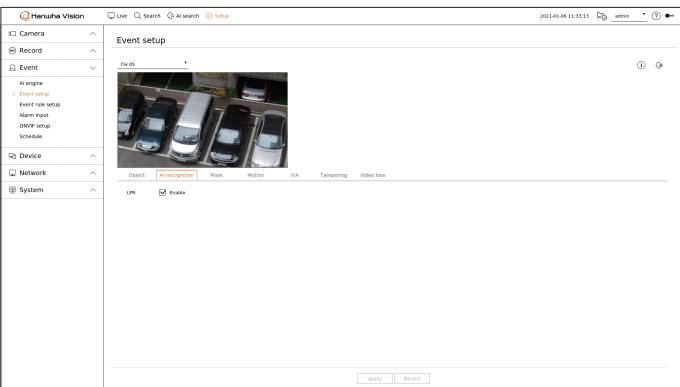 Hanwha Vision
Live Search AI search Setup
2021-01-06 11:33:13 admin
Camera
Record
Event
AI engine
Event setup
Event rule setup
Alarm input
ONVIF setup
Schedule
Device
Network
System
Event setup
CH 05
Object AI recognition Mask Motion IVA Tampering Video loss
LPR Enable
Apply Revert